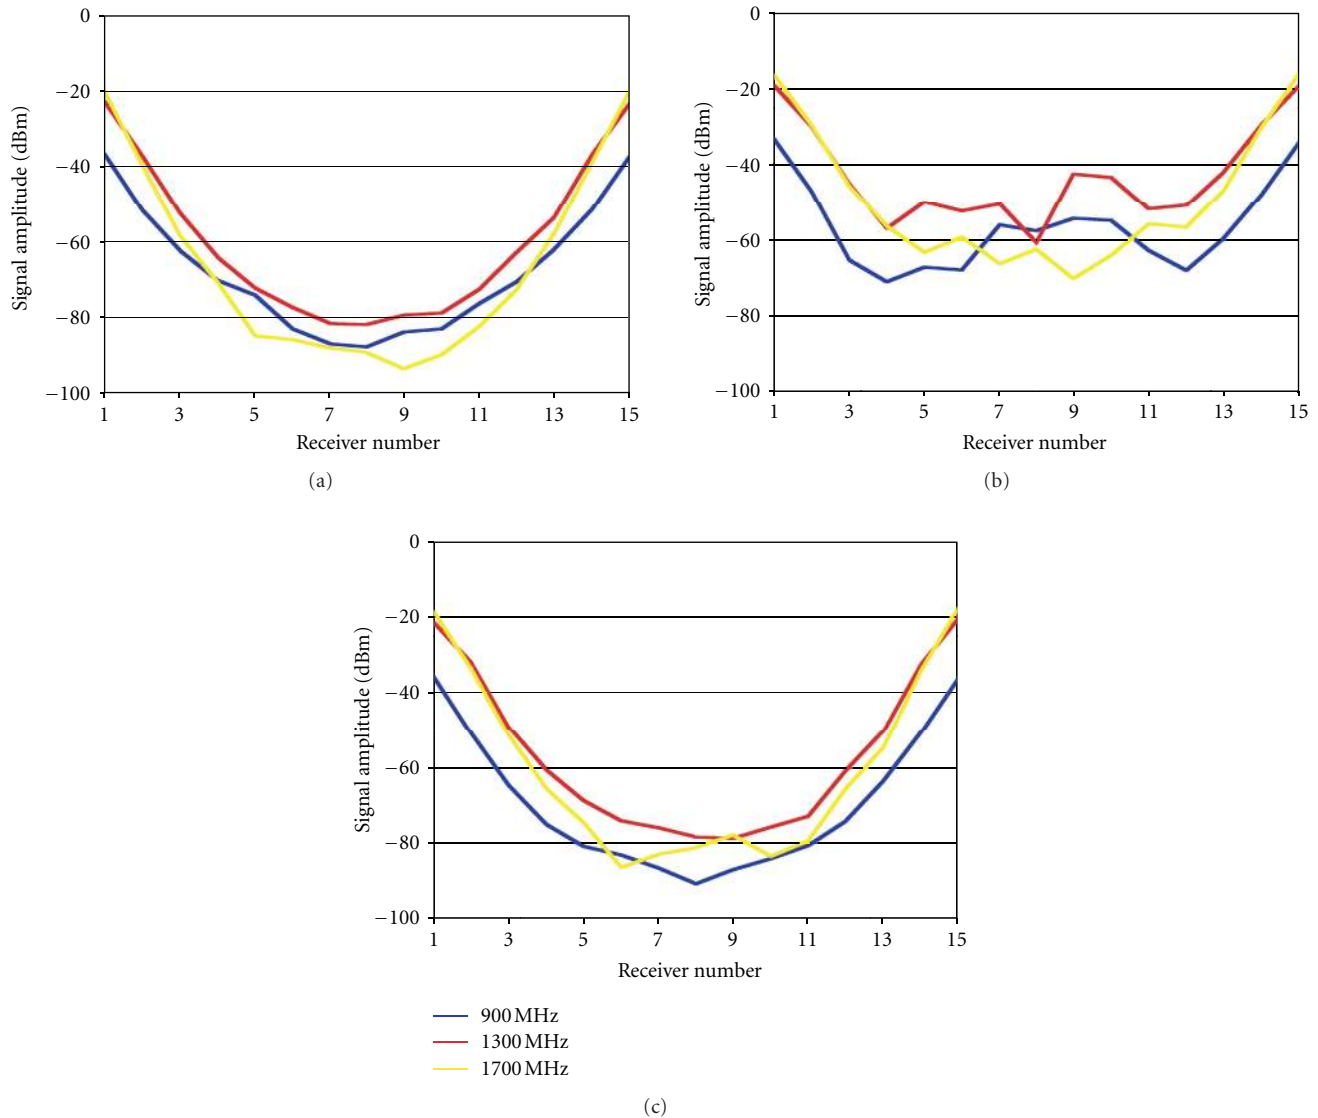 0
−20
−40
−60
−80
−100
Signal amplitude (dBm)
1 3 5 7 9 11 13 15
Receiver number
(a)
0
−20
−40
−60
−80
−100
Signal amplitude (dBm)
1 3 5 7 9 11 13 15
Receiver number
(b)
0
−20
−40
−60
−80
−100
Signal amplitude (dBm)
1 3 5 7 9 11 13 15
Receiver number
900 MHz
1300 MHz
1700 MHz
(c)